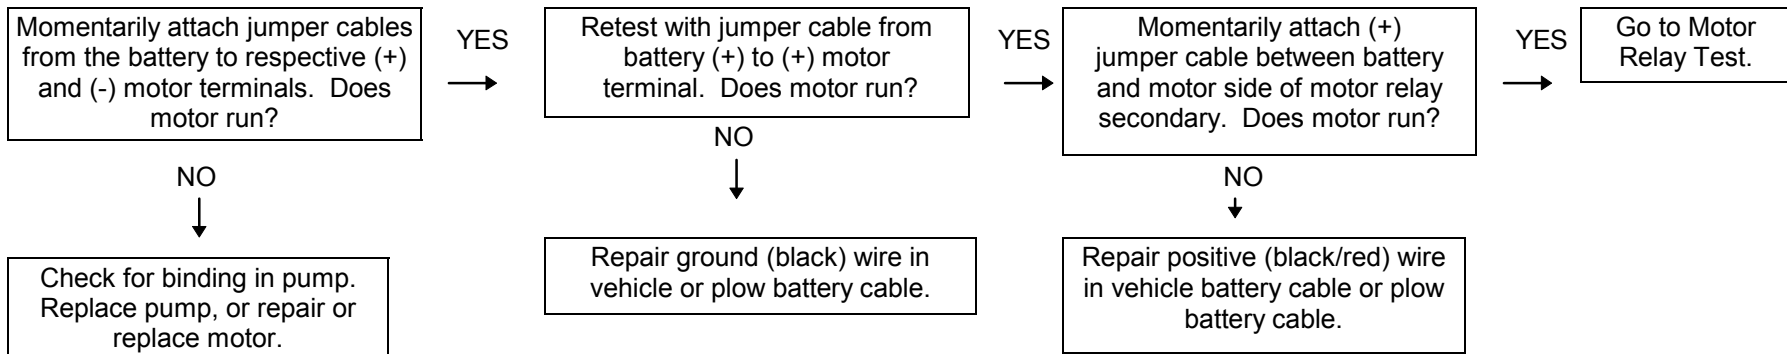 Momentarily attach jumper cables
from the battery to respective (+)
and (-) motor terminals.  Does
motor run?
YES
Retest with jumper cable from
battery (+) to (+) motor
terminal.  Does motor run?
YES
Momentarily attach (+)
jumper cable between battery
and motor side of motor relay
secondary.  Does motor run?
YES
Go to Motor
Relay Test.
NO
NO
NO
Check for binding in pump.
Replace pump, or repair or
replace motor.
Repair ground (black) wire in
vehicle or plow battery cable.
Repair positive (black/red) wire
in vehicle battery cable or plow
battery cable.